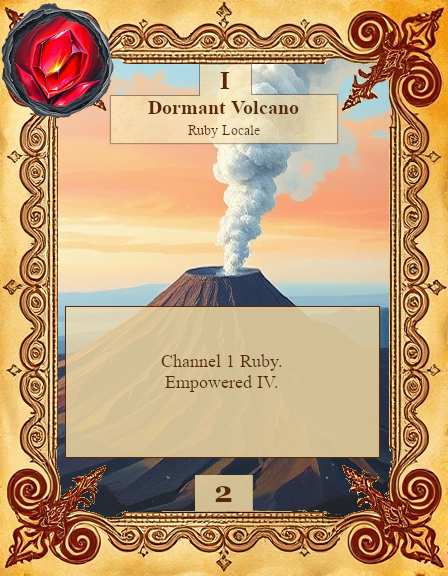 I
Dormant Volcano
Ruby Locale
Channel 1 Ruby.
Empowered IV.
2